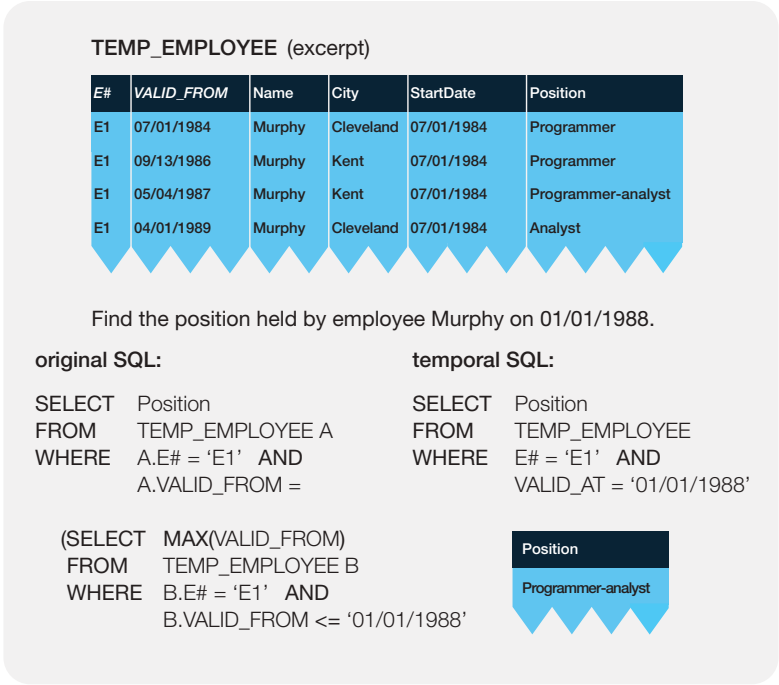 TEMP_EMPLOYEE (excerpt)
E# VALID_FROM Name City StartDate Position
E1 07/01/1984 Murphy Cleveland 07/01/1984 Programmer
E1 09/13/1986 Murphy Kent 07/01/1984 Programmer
E1 05/04/1987 Murphy Kent 07/01/1984 Programmer-analyst
E1 04/01/1989 Murphy Cleveland 07/01/1984 Analyst
Find the position held by employee Murphy on 01/01/1988.
original SQL:
SELECT Position
FROM TEMP_EMPLOYEE A
WHERE A.E# = ‘E1’ AND
A.VALID_FROM =
(SELECT MAX(VALID_FROM)
FROM TEMP_EMPLOYEE B
WHERE B.E# = ‘E1’ AND
B.VALID_FROM <= ‘01/01/1988’
temporal SQL:
SELECT Position
FROM TEMP_EMPLOYEE
WHERE E# = ‘E1’ AND
VALID_AT = ‘01/01/1988’
Position
Programmer-analyst